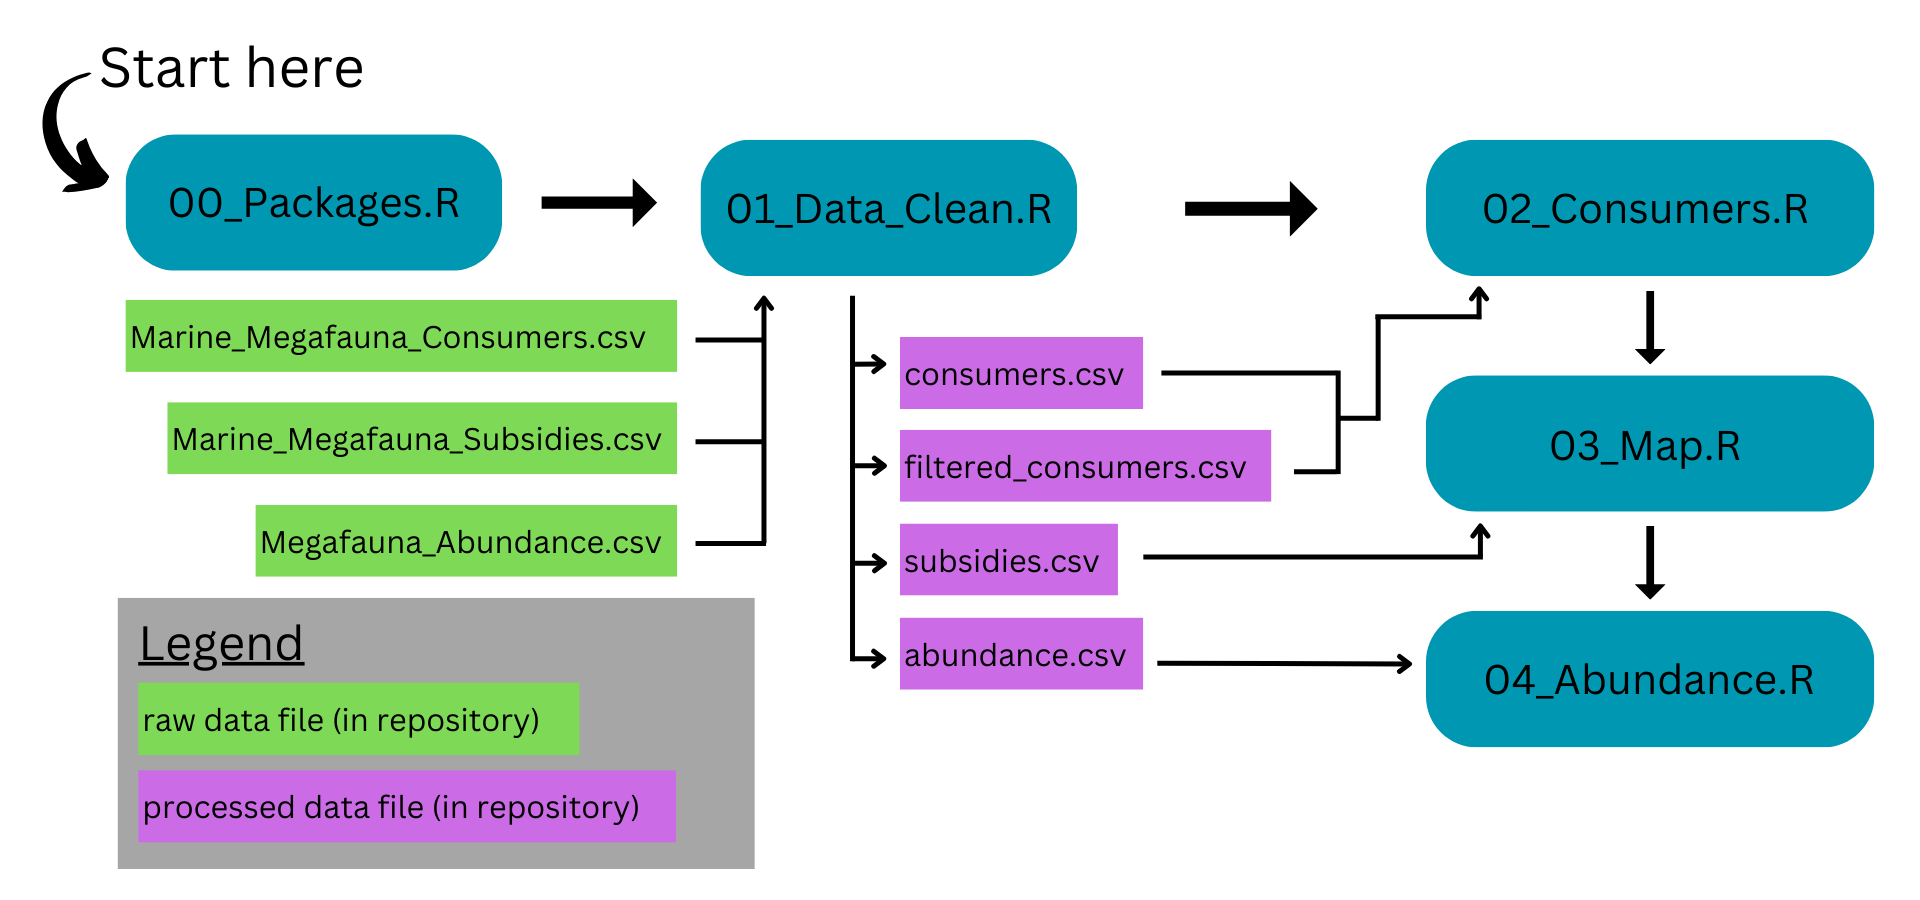 Start here
00_Packages.R
01_Data_Clean.R
02_Consumers.R
Marine_Megafauna_Consumers.csv
Marine_Megafauna_Subsidies.csv
Megafauna_Abundance.csv
consumers.csv
filtered_consumers.csv
subsidies.csv
abundance.csv
03_Map.R
04_Abundance.R
Legend
raw data file (in repository)
processed data file (in repository)